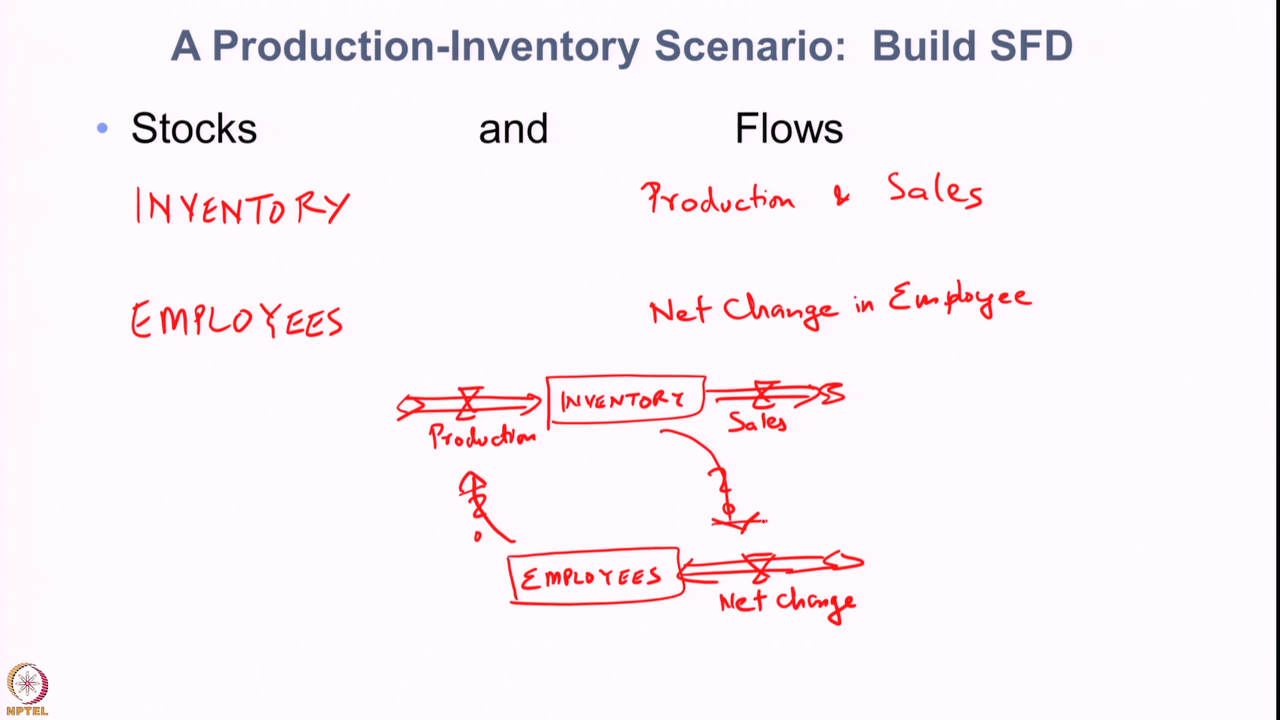 A Production-Inventory Scenario: Build SFD
• Stocks and Flows
INVENTORY Production & Sales
EMPLOYEES Net Change in Employee
INVENTORY
Production Sales
?
?
EMPLOYEES
Net Change
NPTEL